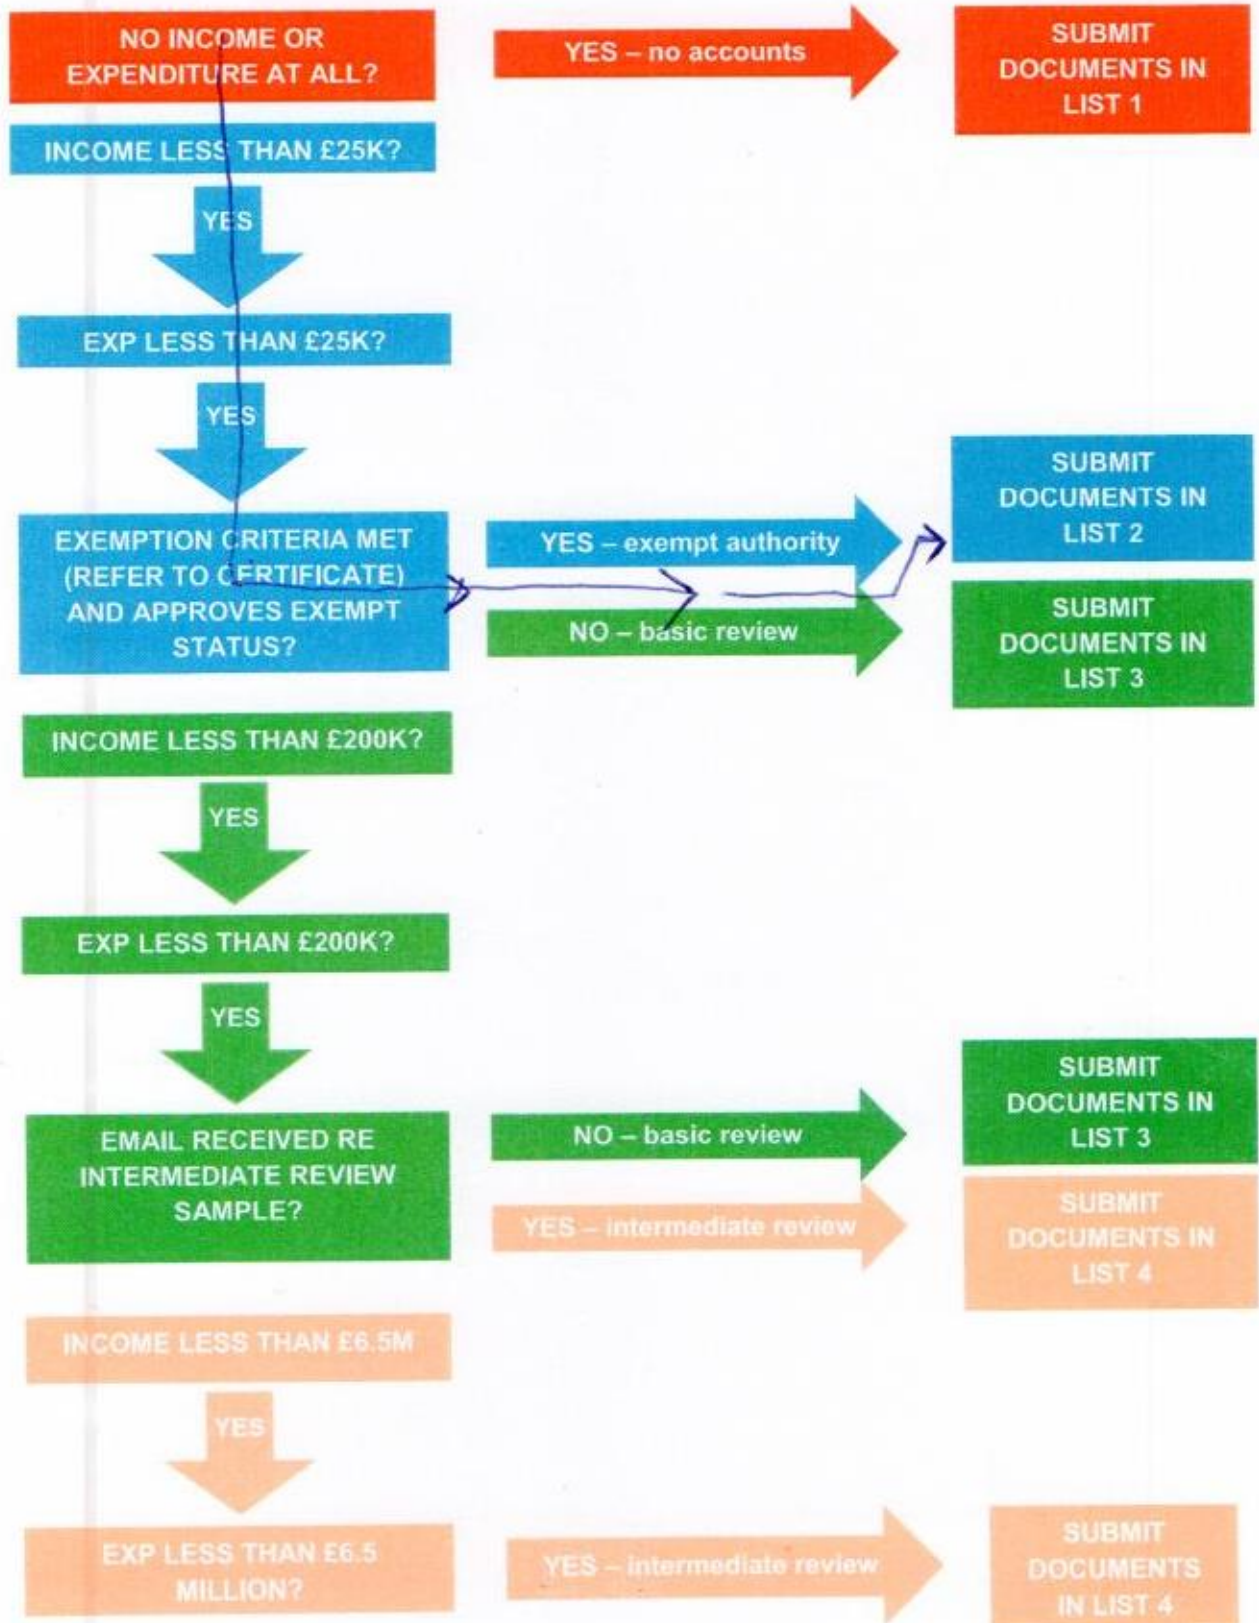 NO INCOME OR
EXPENDITURE AT ALL?
YES – no accounts
SUBMIT
DOCUMENTS IN
LIST 1
INCOME LESS THAN £25K?
YES
EXP LESS THAN £25K?
YES
EXEMPTION CRITERIA MET
(REFER TO CERTIFICATE)
AND APPROVES EXEMPT
STATUS?
YES – exempt authority
SUBMIT
DOCUMENTS IN
LIST 2
NO – basic review
SUBMIT
DOCUMENTS IN
LIST 3
INCOME LESS THAN £200K?
YES
EXP LESS THAN £200K?
YES
EMAIL RECEIVED RE
INTERMEDIATE REVIEW
SAMPLE?
NO – basic review
SUBMIT
DOCUMENTS IN
LIST 3
YES – intermediate review
SUBMIT
DOCUMENTS IN
LIST 4
INCOME LESS THAN £6.5M
YES
EXP LESS THAN £6.5
MILLION?
YES – intermediate review
SUBMIT
DOCUMENTS
IN LIST 4